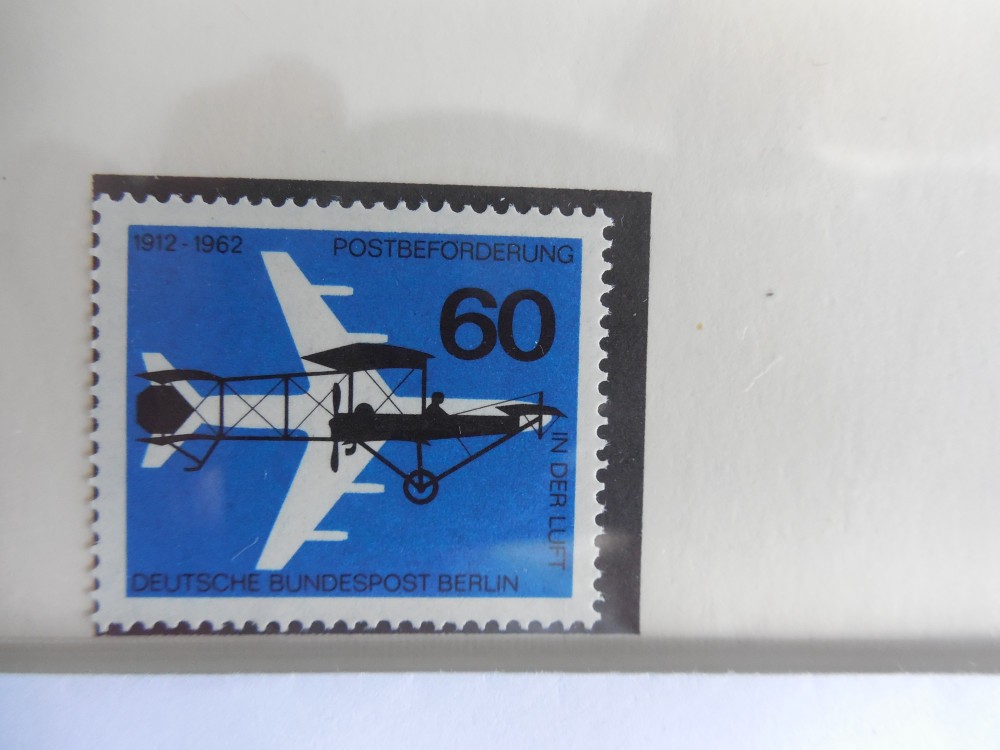 1912-1962
POSTBEFÖRDERUNG
60
IN DER LUFT
DEUTSCHE BUNDESPOST BERLIN